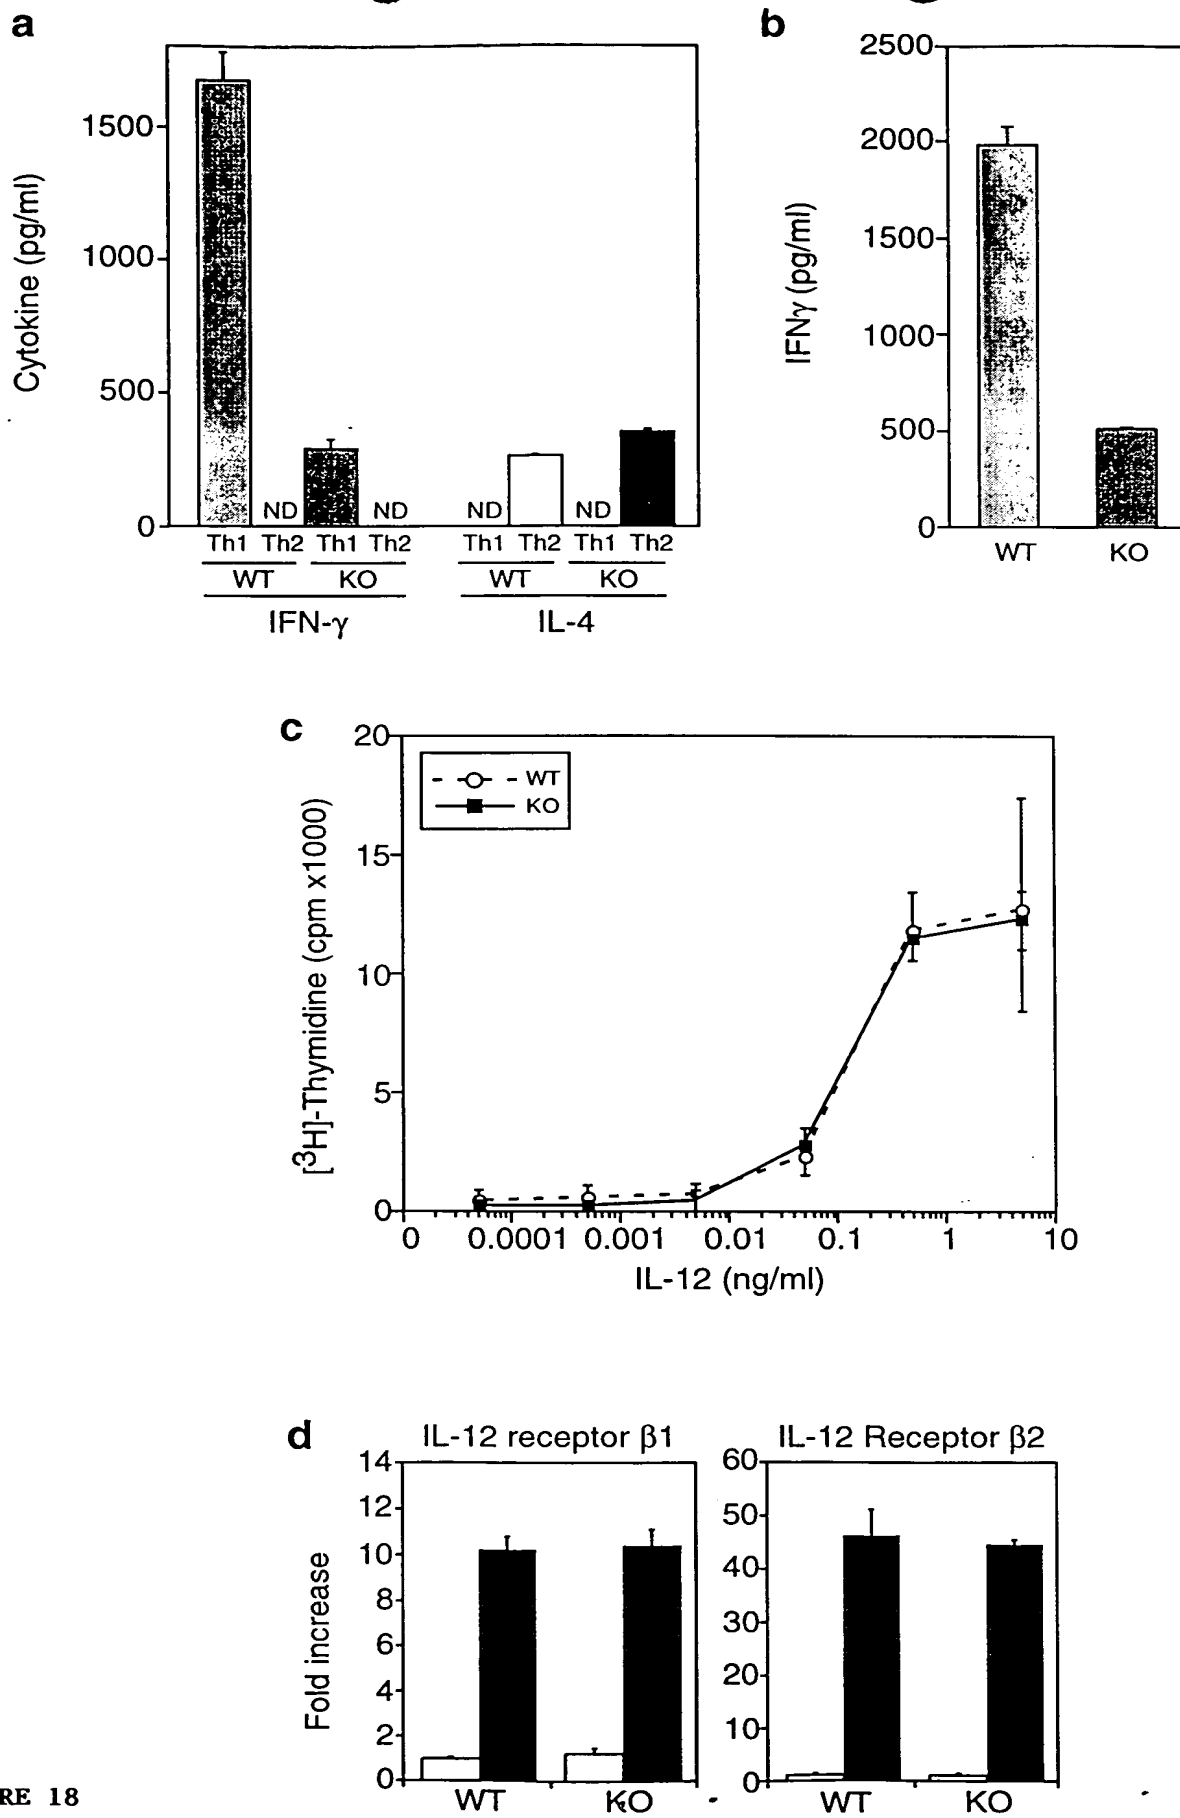 a
Cytokine (pg/ml)
1500
1000
500
0
ND ND ND ND
Th1 Th2 Th1 Th2 Th1 Th2 Th1 Th2
WT KO WT KO
IFN-γ IL-4
b
IFNγ (pg/ml)
2500
2000
1500
1000
500
0
WT KO
c
[³H]-Thymidine (cpm x1000)
20
15
10
5
0
WT
KO
0 0.0001 0.001 0.01 0.1 1 10
IL-12 (ng/ml)
d
IL-12 receptor β1
Fold increase
14
12
10
8
6
4
2
0
WT KO
IL-12 Receptor β2
60
50
40
30
20
10
0
WT KO
RE 18